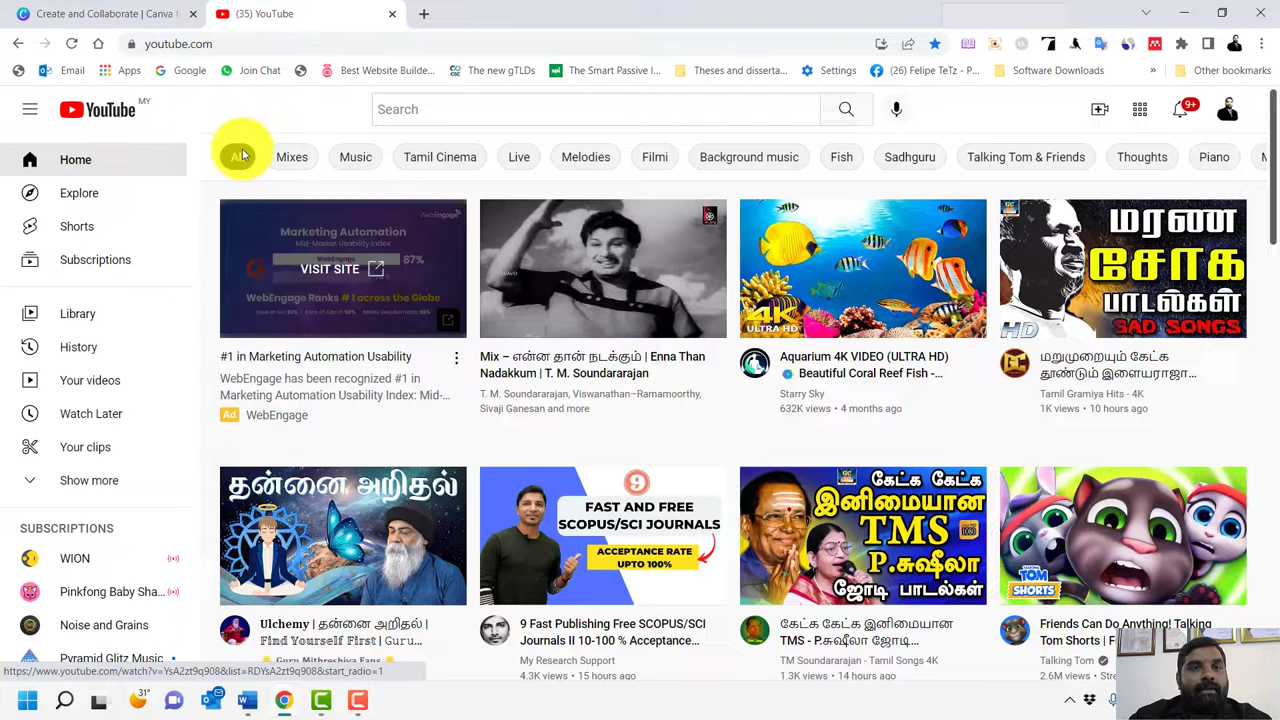 Create and Collaborate | Canva f
(35) YouTube
youtube.com
Email
Apps
Google
Join Chat
Best Website Builde...
The new gTLDs
The Smart Passive I...
Theses and disserta...
Settings
(26) Felipe TeTz - P...
Software Downloads
»
Other bookmarks
YouTube MY
Search
9+
All
Mixes
Music
Tamil Cinema
Live
Melodies
Filmi
Background music
Fish
Sadhguru
Talking Tom & Friends
Thoughts
Piano
Home
Explore
Shorts
Subscriptions
Library
History
Your videos
Watch Later
Your clips
Show more
SUBSCRIPTIONS
WION
Pinkfong Baby Sha...
Noise and Grains
Pyramid Glitz Music
WebEngage
Marketing Automation
Mid-Market Usability Index
87%
VISIT SITE
WebEngage Ranks #1 across the Globe
#1 in Marketing Automation Usability
WebEngage has been recognized #1 in
Marketing Automation Usability Index: Mid-...
Ad WebEngage
Mix – என்ன தான் நடக்கும் | Enna Than
Nadakkum | T. M. Soundararajan
T. M. Soundararajan, Viswanathan–Ramamoorthy,
Sivaji Ganesan and more
4K
ULTRA HD
Aquarium 4K VIDEO (ULTRA HD)
Beautiful Coral Reef Fish -...
Starry Sky
632K views • 4 months ago
மரண
சோக
பாடல்கள்
HD
SAD SONGS
மறுமுறையும் கேட்க
தூண்டும் இளையராஜா...
Tamil Gramiya Hits - 4K
1K views • 10 hours ago
தன்னை அறிதல்
Ulchemy | தன்னை அறிதல் |
Find Yourself First | Guru
Guru Mithreshiva Fans
9
FAST AND FREE
SCOPUS/SCI JOURNALS
ACCEPTANCE RATE
UPTO 100%
9 Fast Publishing Free SCOPUS/SCI
Journals II 10-100 % Acceptance...
My Research Support
4.3K views • 15 hours ago
கேட்க கேட்க
இனிமையான
TMS
P.சுஷீலா
ஜோடி பாடல்கள்
கேட்க கேட்க இனிமையான
TMS - P.சுஷீலா ஜோடி...
TM Soundararajan - Tamil Songs 4K
1.3K views • 14 hours ago
TOM
SHORTS
Friends Can Do Anything! Talking
Tom Shorts | F
Talking Tom
https://www.youtube.com/watch?v=YsA2zt9q908&list=RDYsA2zt9q908&start_radio=1
31°